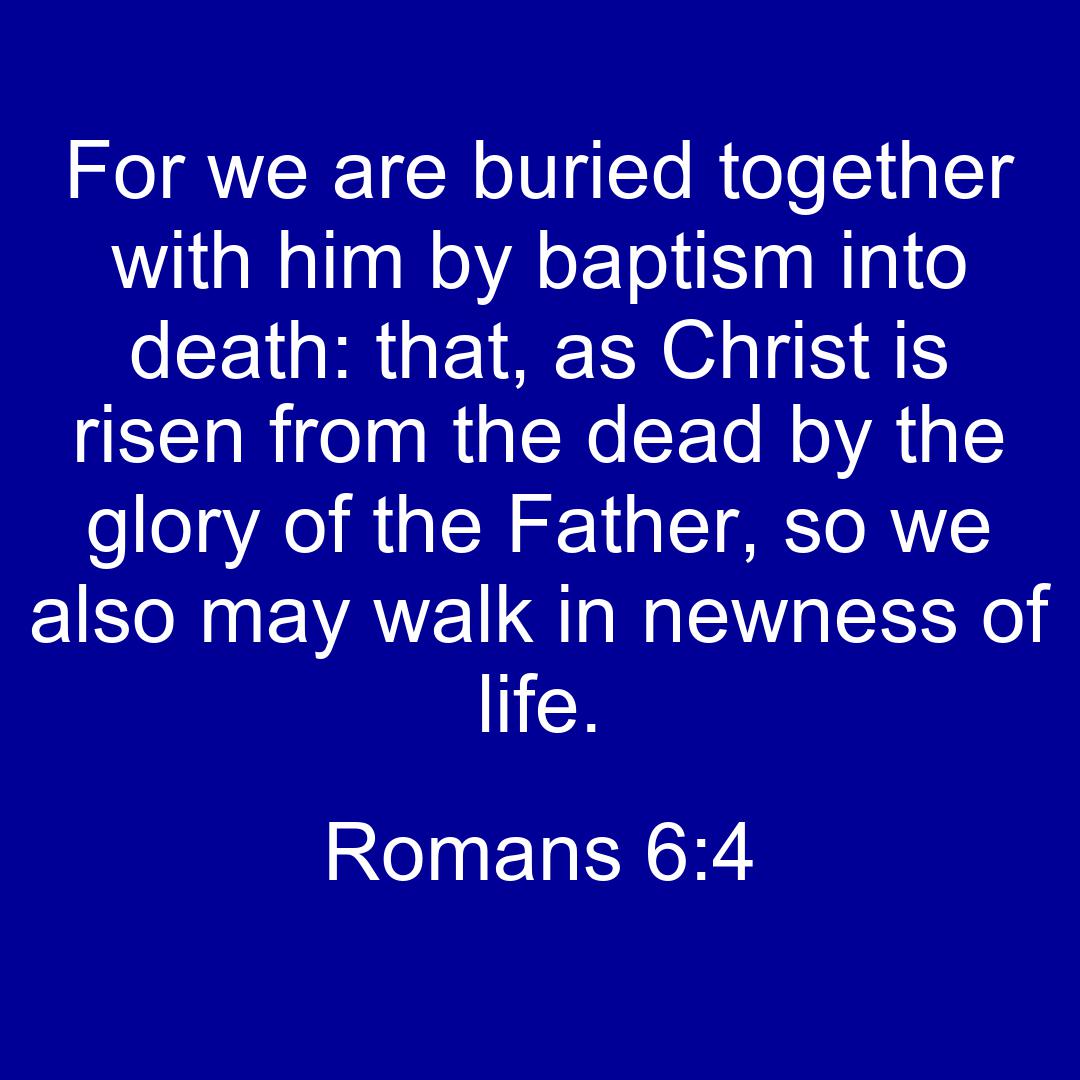 For we are buried together
with him by baptism into
death: that, as Christ is
risen from the dead by the
glory of the Father, so we
also may walk in newness of
life.
Romans 6:4